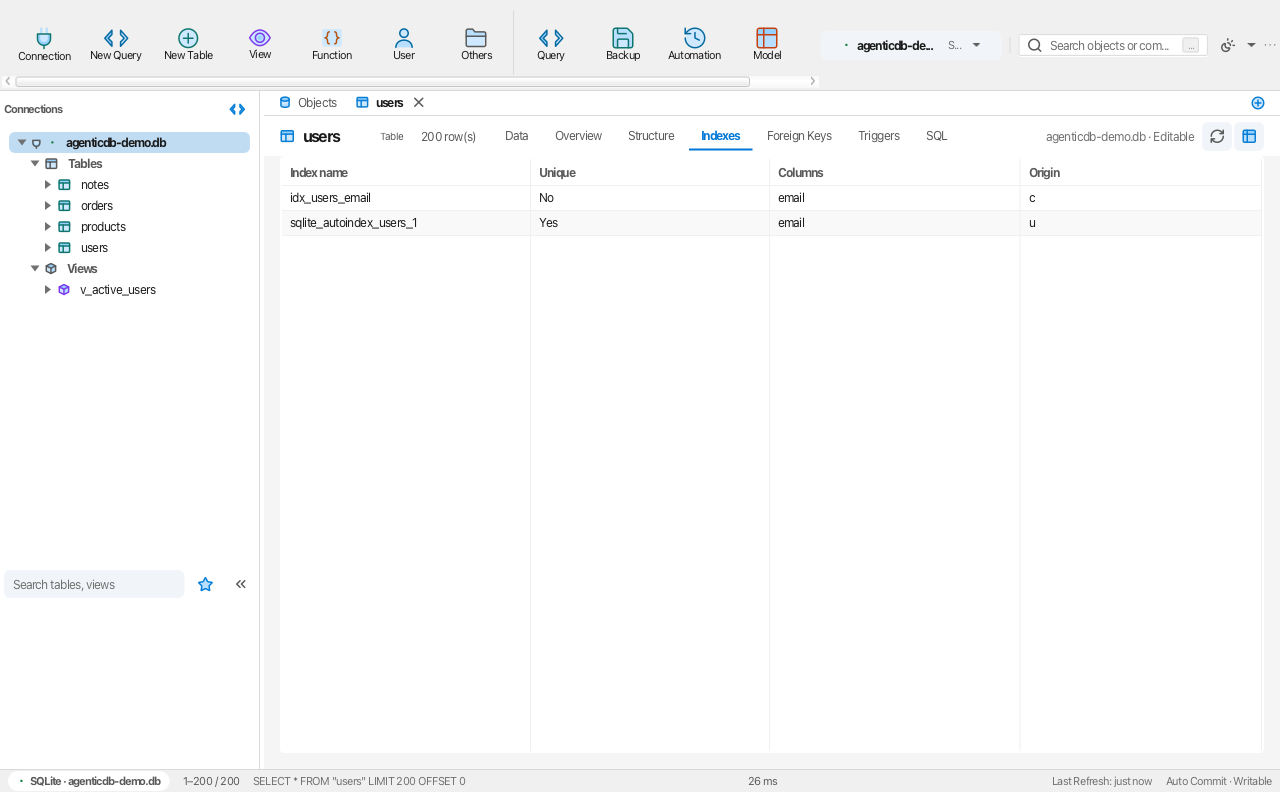 Connection New Query New Table View Function User Others Query Backup Automation Model
agenticdb-de... S... Search objects or com... ...
Connections
Objects users
users Table 200 row(s) Data Overview Structure Indexes Foreign Keys Triggers SQL agenticdb-demo.db · Editable
agenticdb-demo.db
Tables
notes
orders
products
users
Views
v_active_users
Index name Unique Columns Origin
idx_users_email No email c
sqlite_autoindex_users_1 Yes email u
Search tables, views
SQLite · agenticdb-demo.db 1–200 / 200 SELECT * FROM "users" LIMIT 200 OFFSET 0 26 ms Last Refresh: just now Auto Commit · Writable